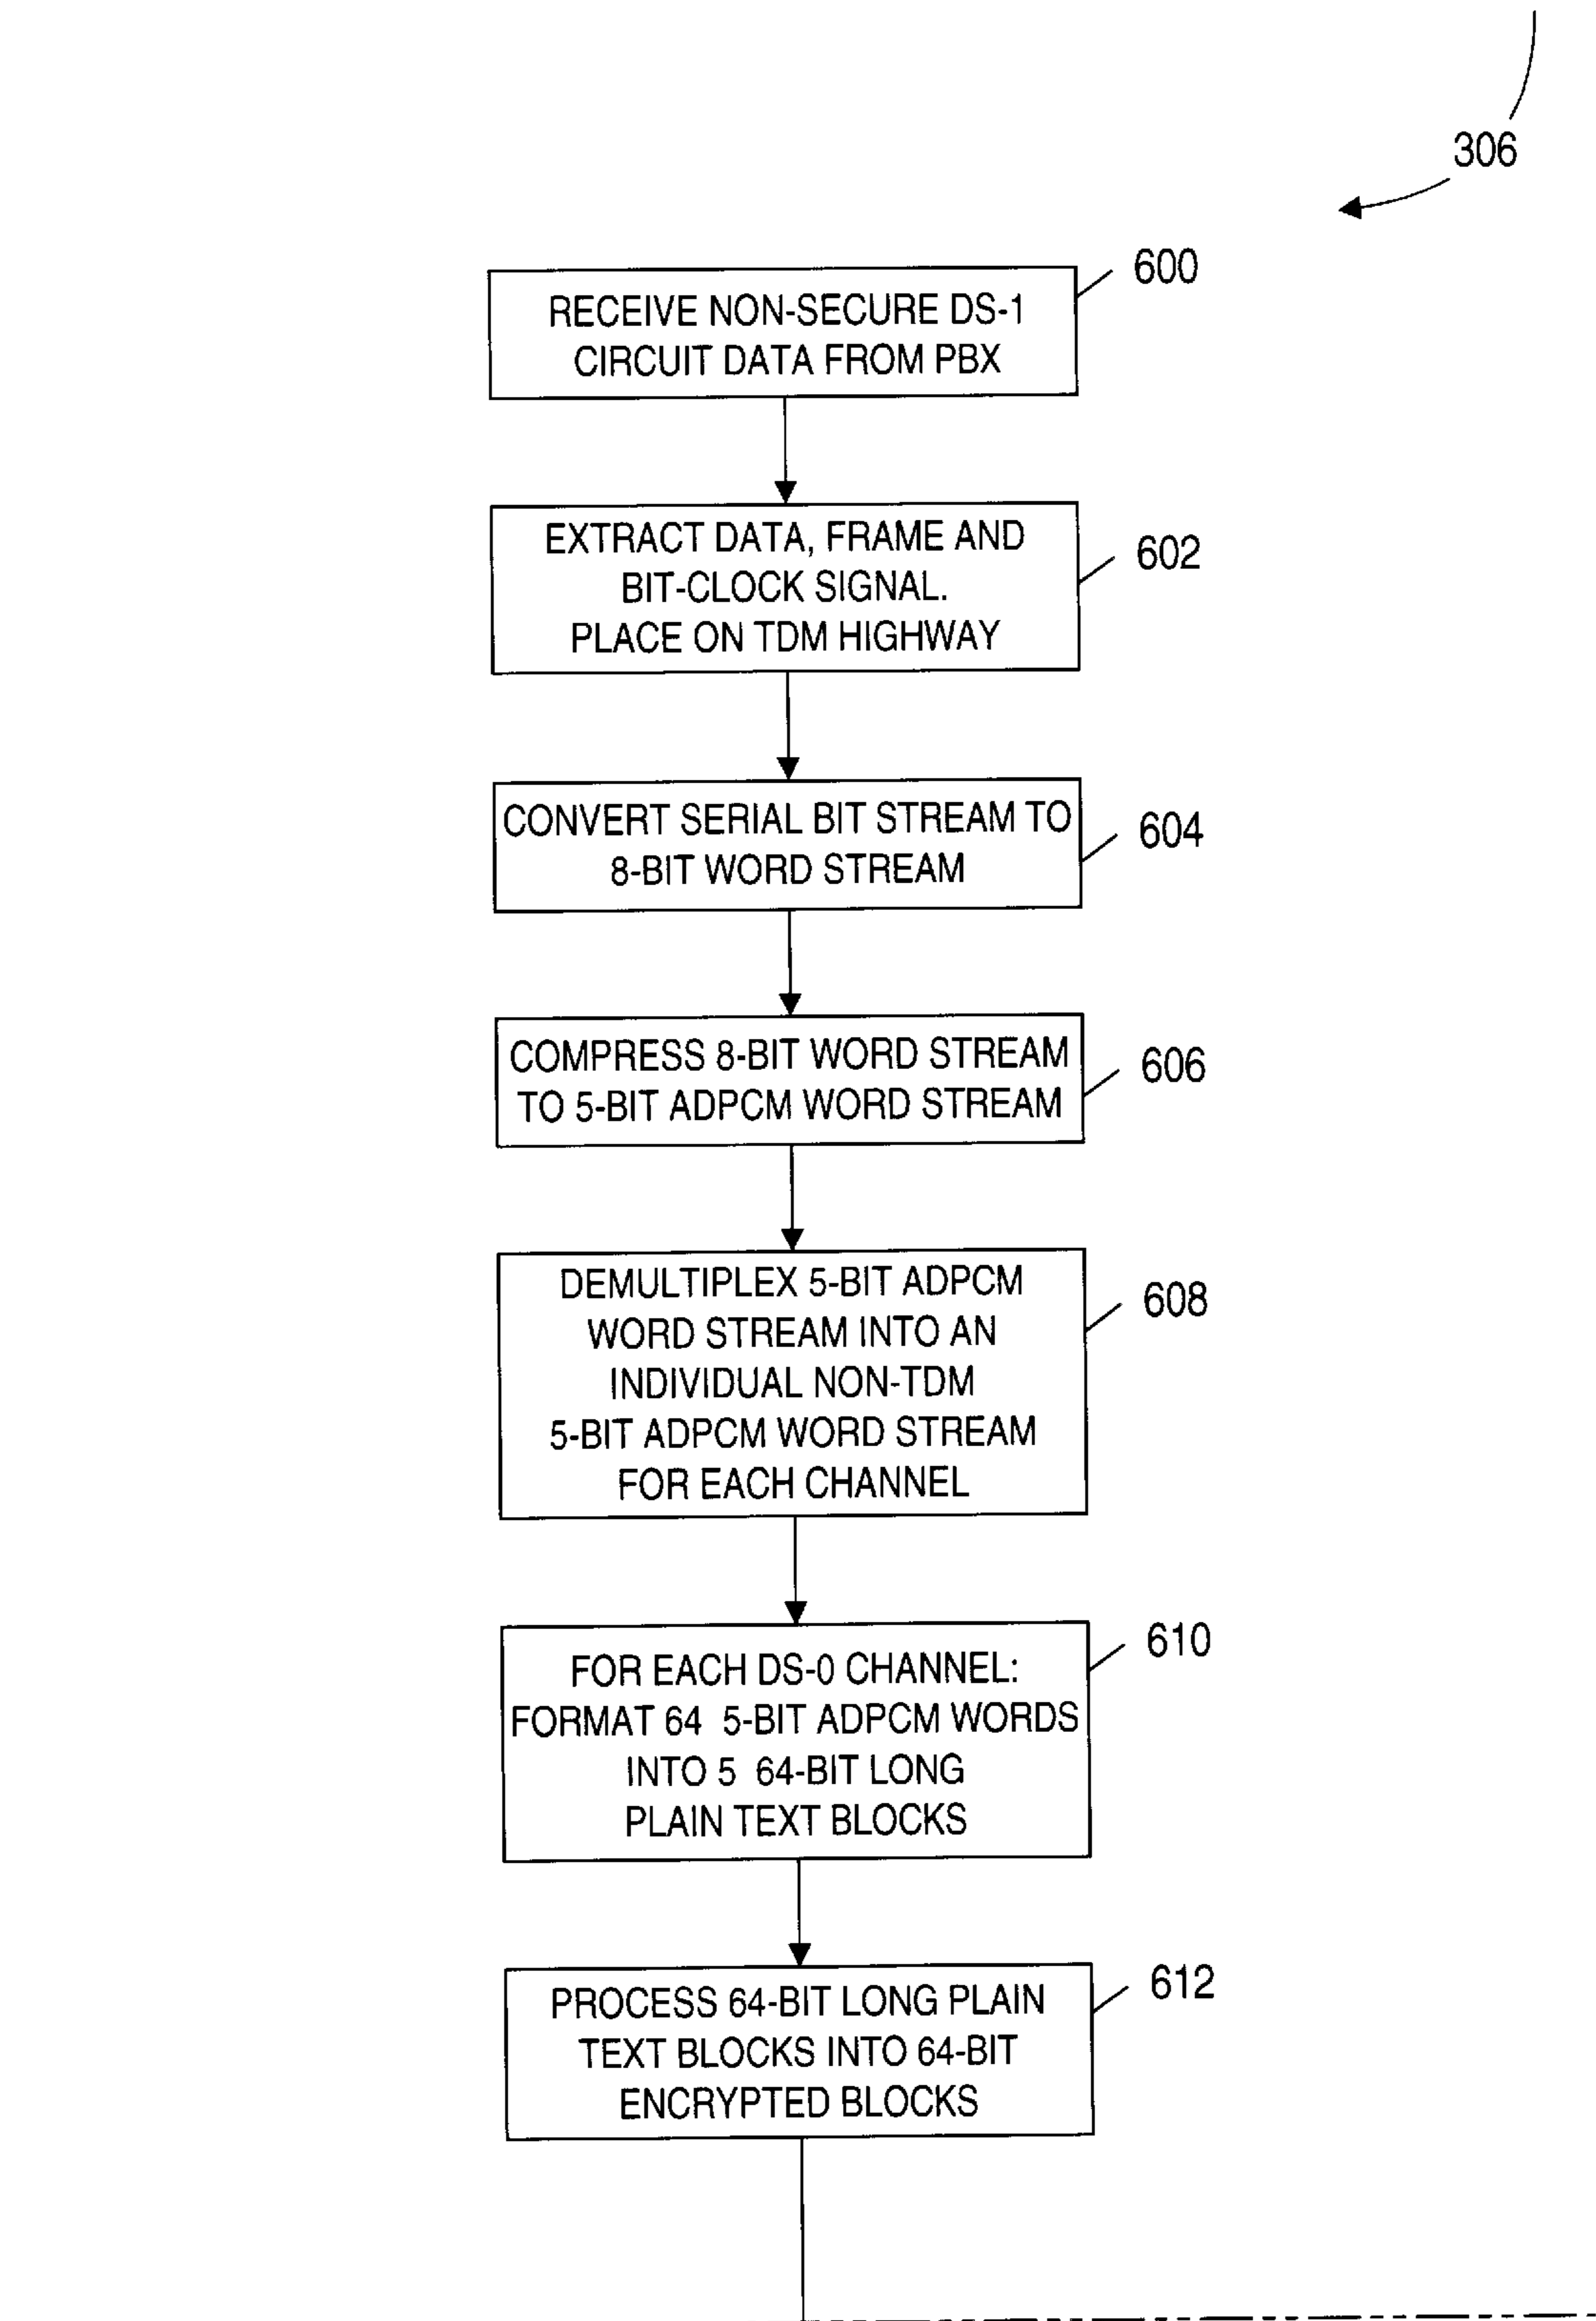 306
600
RECEIVE NON-SECURE DS-1
CIRCUIT DATA FROM PBX
602
EXTRACT DATA, FRAME AND
BIT-CLOCK SIGNAL.
PLACE ON TDM HIGHWAY
604
CONVERT SERIAL BIT STREAM TO
8-BIT WORD STREAM
606
COMPRESS 8-BIT WORD STREAM
TO 5-BIT ADPCM WORD STREAM
608
DEMULTIPLEX 5-BIT ADPCM
WORD STREAM INTO AN
INDIVIDUAL NON-TDM
5-BIT ADPCM WORD STREAM
FOR EACH CHANNEL
610
FOR EACH DS-0 CHANNEL:
FORMAT 64 5-BIT ADPCM WORDS
INTO 5 64-BIT LONG
PLAIN TEXT BLOCKS
612
PROCESS 64-BIT LONG PLAIN
TEXT BLOCKS INTO 64-BIT
ENCRYPTED BLOCKS